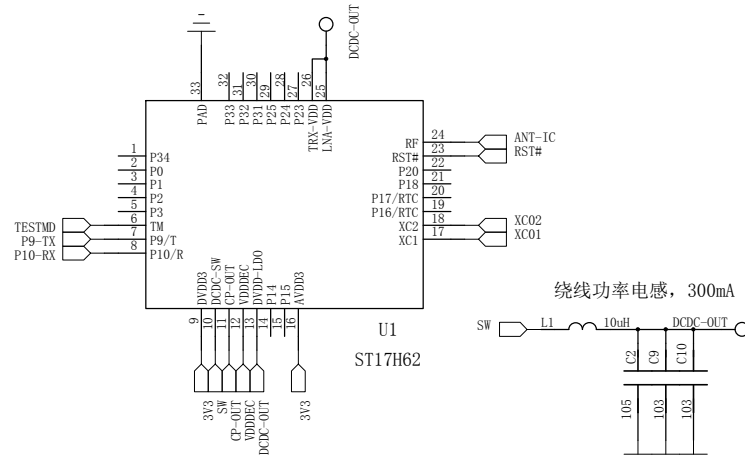 DCDC-OUT
33
32
31
30
29
28
27
26
25
PAD
P33
P32
P31
P25
P24
P23
TRX-VDD
LNA-VDD
1
P34
2
P0
3
P1
4
P2
5
P3
TESTMD
6
TM
P9-TX
7
P9/T
P10-RX
8
P10/R
RF
24
ANT-IC
RST#
23
RST#
P20
22
P18
21
P17/RTC
20
P16/RTC
19
XC2
18
XC02
XC1
17
XC01
DVDD3
DCDC-SW
CP-OUT
VDDDEC
DVDD-LDO
P14
P15
AVDD3
9
10
11
12
13
14
15
16
3V3
SW
CP-OUT
VDDDEC
DCDC-OUT
3V3
U1
ST17H62
绕线功率电感，300mA
SW
L1
10uH
DCDC-OUT
C2
C9
C10
105
103
103